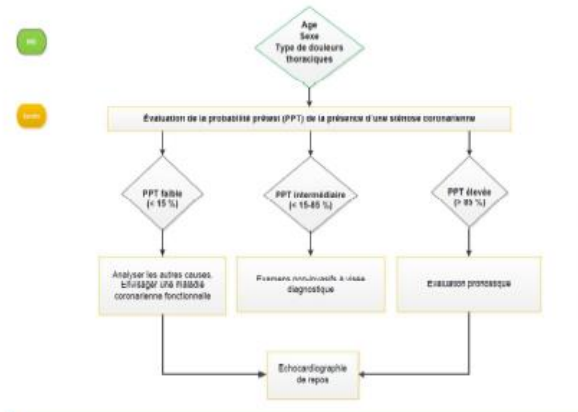 Age
Sexe
Type de douleurs
thoraciques
Évaluation de la probabilité prétest (PPT) de la présence d'une sténose coronarienne
PPT faible
(< 15 %)
PPT intermédiaire
(< 15-85 %)
PPT élevée
(> 85 %)
Analyser les autres causes.
Envisager une maladie
coronarienne fonctionnelle
Examens non-invasifs à visée
diagnostique
Évaluation pronostique
Échocardiographie
de repos